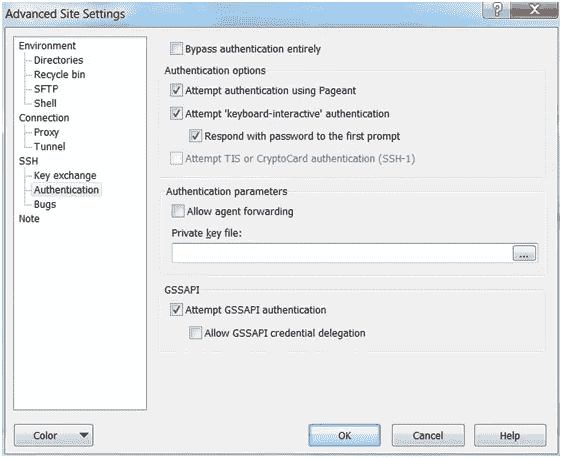 Advanced Site Settings
?
X
Environment
Directories
Recycle bin
SFTP
Shell
Connection
Proxy
Tunnel
SSH
Key exchange
Authentication
Bugs
Note
Bypass authentication entirely
Authentication options
Attempt authentication using Pageant
Attempt 'keyboard-interactive' authentication
Respond with password to the first prompt
Attempt TIS or CryptoCard authentication (SSH-1)
Authentication parameters
Allow agent forwarding
Private key file:
...
GSSAPI
Attempt GSSAPI authentication
Allow GSSAPI credential delegation
Color
OK
Cancel
Help